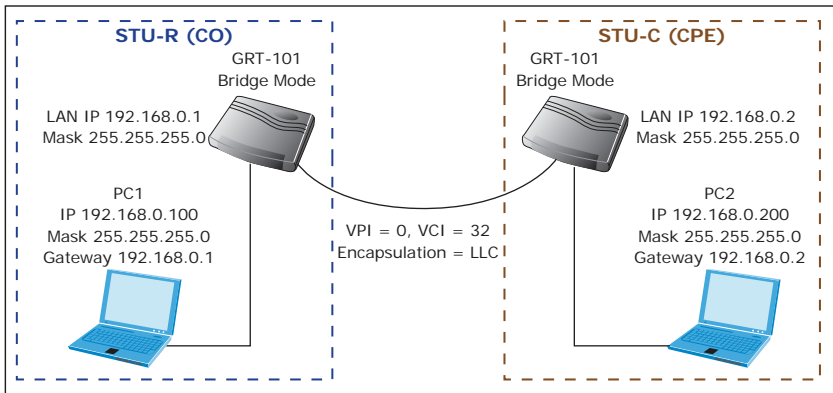 STU-R (CO)
GRT-101
Bridge Mode
LAN IP 192.168.0.1
Mask 255.255.255.0
PC1
IP 192.168.0.100
Mask 255.255.255.0
Gateway 192.168.0.1
VPI = 0, VCI = 32
Encapsulation = LLC
STU-C (CPE)
GRT-101
Bridge Mode
LAN IP 192.168.0.2
Mask 255.255.255.0
PC2
IP 192.168.0.200
Mask 255.255.255.0
Gateway 192.168.0.2